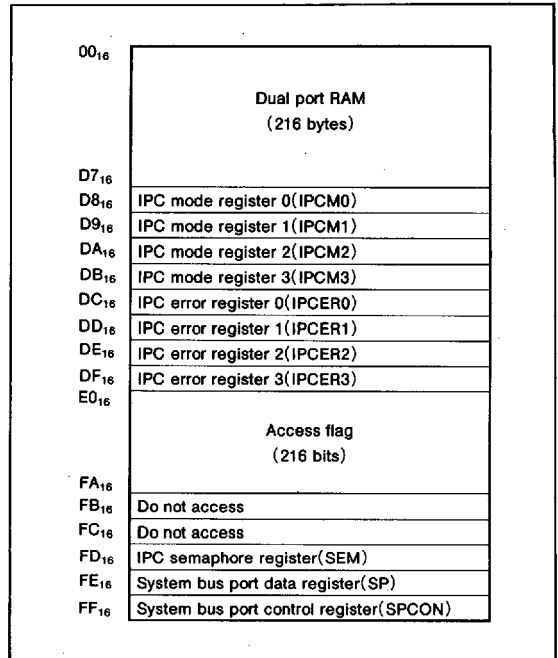 00₁₆
Dual port RAM
(216 bytes)
D7₁₆
D8₁₆ IPC mode register 0(IPCM0)
D9₁₆ IPC mode register 1(IPCM1)
DA₁₆ IPC mode register 2(IPCM2)
DB₁₆ IPC mode register 3(IPCM3)
DC₁₆ IPC error register 0(IPCER0)
DD₁₆ IPC error register 1(IPCER1)
DE₁₆ IPC error register 2(IPCER2)
DF₁₆ IPC error register 3(IPCER3)
E0₁₆
Access flag
(216 bits)
FA₁₆
FB₁₆ Do not access
FC₁₆ Do not access
FD₁₆ IPC semaphore register(SEM)
FE₁₆ System bus port data register(SP)
FF₁₆ System bus port control register(SPCON)